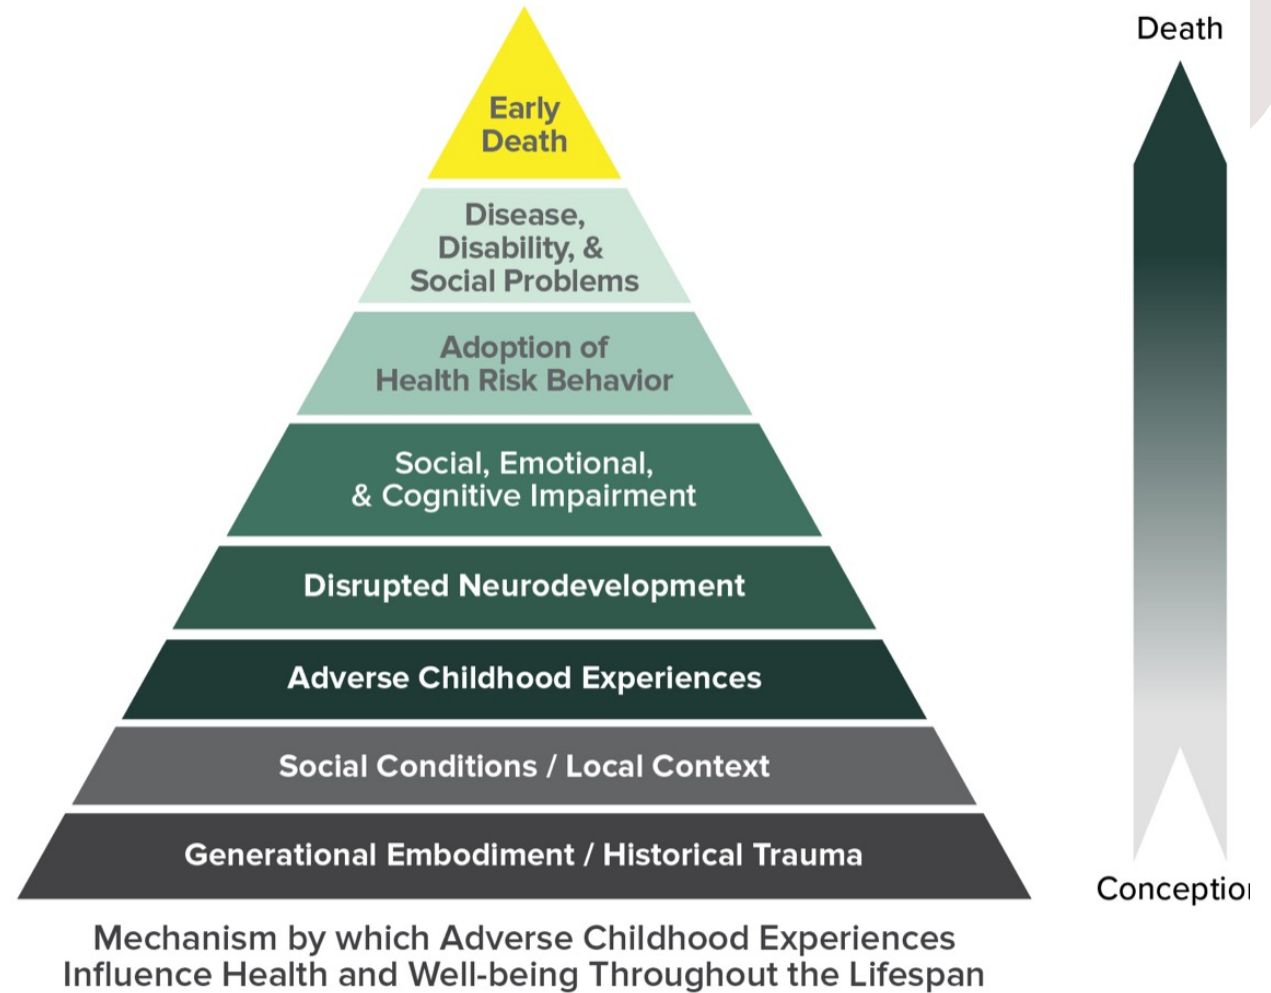 Early
Death
Disease,
Disability, &
Social Problems
Adoption of
Health Risk Behavior
Social, Emotional,
& Cognitive Impairment
Disrupted Neurodevelopment
Adverse Childhood Experiences
Social Conditions / Local Context
Generational Embodiment / Historical Trauma
Mechanism by which Adverse Childhood Experiences
Influence Health and Well-being Throughout the Lifespan
Death
Conceptio